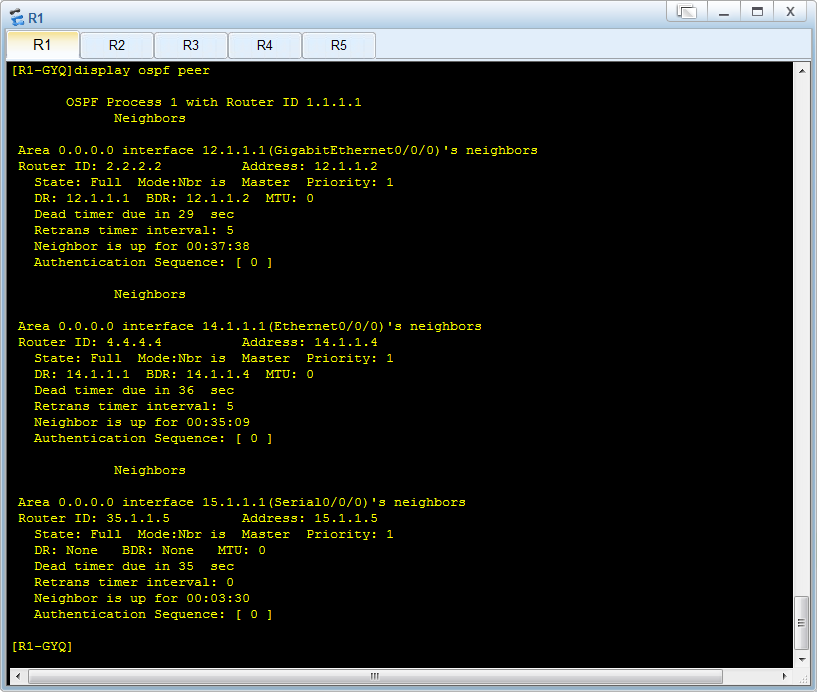 R1
R1 R2 R3 R4 R5
[R1-GYQ]display ospf peer
OSPF Process 1 with Router ID 1.1.1.1
Neighbors
Area 0.0.0.0 interface 12.1.1.1(GigabitEthernet0/0/0)'s neighbors
Router ID: 2.2.2.2 Address: 12.1.1.2
State: Full Mode:Nbr is Master Priority: 1
DR: 12.1.1.1 BDR: 12.1.1.2 MTU: 0
Dead timer due in 29 sec
Retrans timer interval: 5
Neighbor is up for 00:37:38
Authentication Sequence: [ 0 ]
Neighbors
Area 0.0.0.0 interface 14.1.1.1(Ethernet0/0/0)'s neighbors
Router ID: 4.4.4.4 Address: 14.1.1.4
State: Full Mode:Nbr is Master Priority: 1
DR: 14.1.1.1 BDR: 14.1.1.4 MTU: 0
Dead timer due in 36 sec
Retrans timer interval: 5
Neighbor is up for 00:35:09
Authentication Sequence: [ 0 ]
Neighbors
Area 0.0.0.0 interface 15.1.1.1(Serial0/0/0)'s neighbors
Router ID: 35.1.1.5 Address: 15.1.1.5
State: Full Mode:Nbr is Master Priority: 1
DR: None BDR: None MTU: 0
Dead timer due in 35 sec
Retrans timer interval: 0
Neighbor is up for 00:03:30
Authentication Sequence: [ 0 ]
[R1-GYQ]